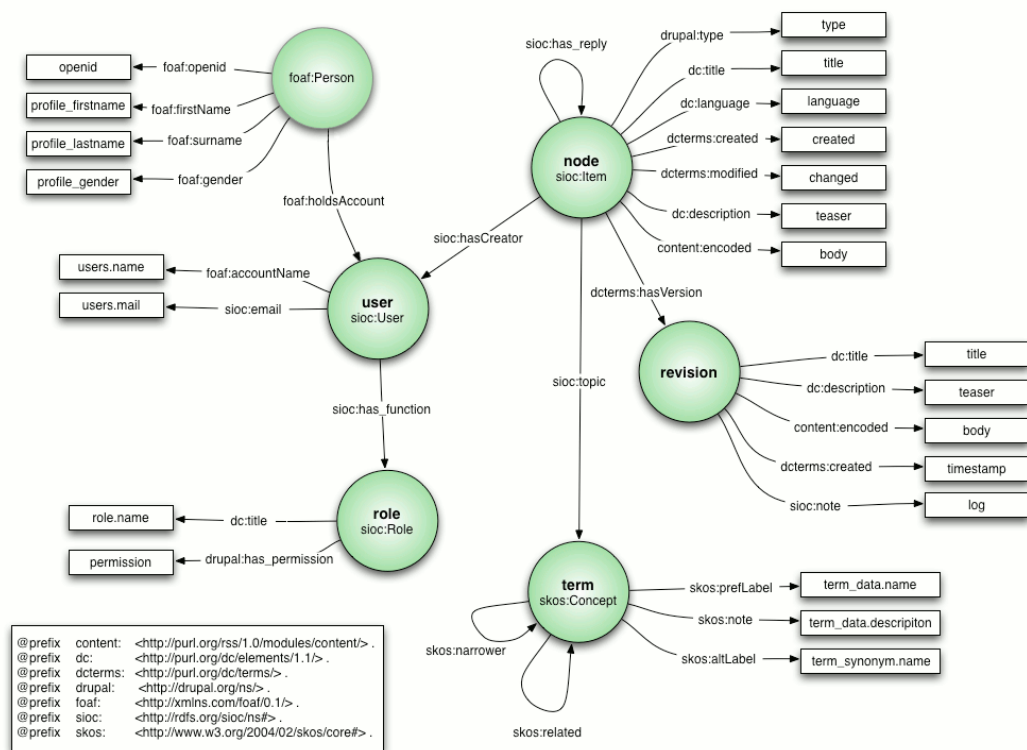 type
drupal:type
sioc:has_reply
title
dc:title
openid
foaf:openid
foaf:Person
language
dc:language
profile_firstname
foaf:firstName
created
dcterms:created
profile_lastname
foaf:surname
node
sioc:Item
changed
dcterms:modified
profile_gender
foaf:gender
foaf:holdsAccount
teaser
dc:description
sioc:hasCreator
body
content:encoded
users.name
foaf:accountName
users.mail
sioc:email
user
sioc:User
dcterms:hasVersion
dc:title
title
revision
sioc:topic
dc:description
teaser
sioc:has_function
content:encoded
body
dcterms:created
timestamp
sioc:note
log
role.name
dc:title
role
sioc:Role
permission
drupal:has_permission
term
skos:Concept
skos:prefLabel
term_data.name
skos:note
term_data.descripiton
skos:narrower
skos:altLabel
term_synonym.name
skos:related
@prefix content: <http://purl.org/rss/1.0/modules/content/> .
@prefix dc: <http://purl.org/dc/elements/1.1/> .
@prefix dcterms: <http://purl.org/dc/terms/> .
@prefix drupal: <http://drupal.org/ns/> .
@prefix foaf: <http://xmlns.com/foaf/0.1/> .
@prefix sioc: <http://rdfs.org/sioc/ns#> .
@prefix skos: <http://www.w3.org/2004/02/skos/core#> .